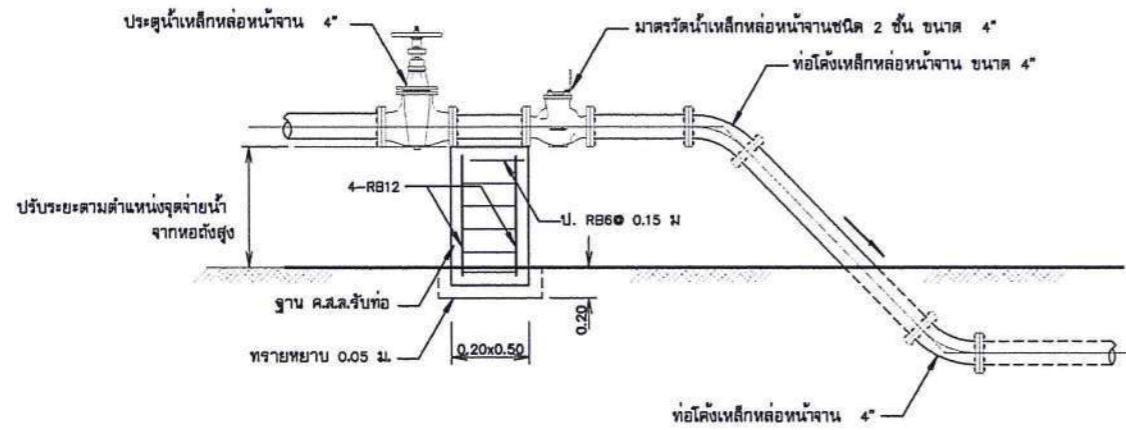 ประตูน้ำเหล็กหล่อหน้าจาน 4"
มาตรวัดน้ำเหล็กหล่อหน้าจานชนิด 2 ชั้น ขนาด 4"
ท่อโค้งเหล็กหล่อหน้าจาน ขนาด 4"
4-RB12
ปรับระยะตามตำแหน่งจุดจ่ายน้ำ
จากหอถังสูง
ป. RB6@ 0.15 ม
ฐาน ค.ส.ล.รับท่อ
0.20
ทรายหยาบ 0.05 ม.
0.20x0.50
ท่อโค้งเหล็กหล่อหน้าจาน 4"